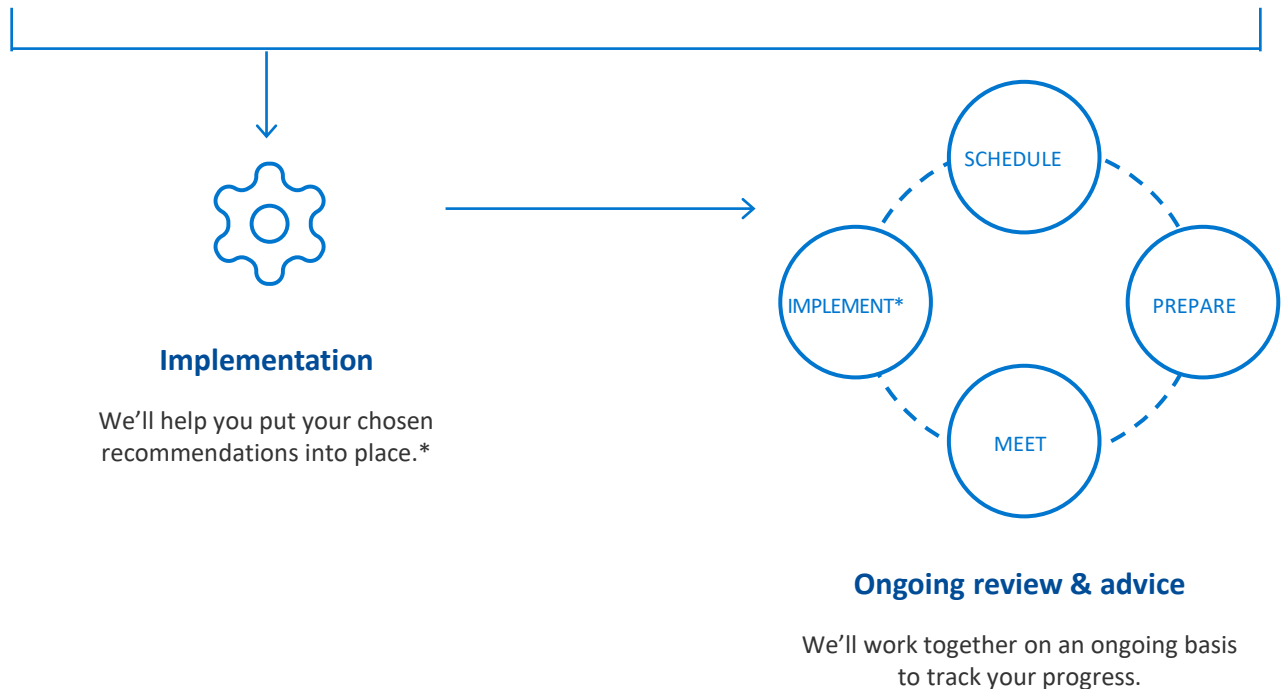 SCHEDULE
IMPLEMENT*
PREPARE
MEET
Implementation
We’ll help you put your chosen
recommendations into place.*
Ongoing review & advice
We’ll work together on an ongoing basis
to track your progress.